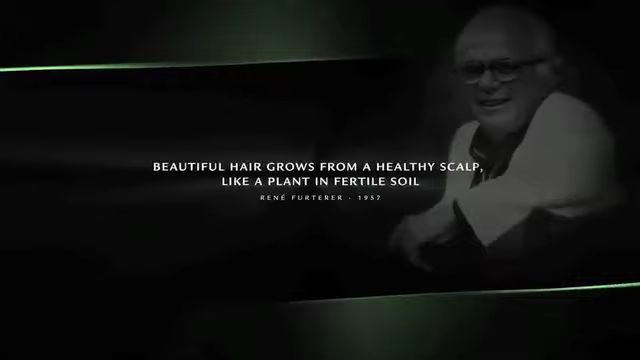 BEAUTIFUL HAIR GROWS FROM A HEALTHY SCALP,
LIKE A PLANT IN FERTILE SOIL
RENÉ FURTERER - 1957